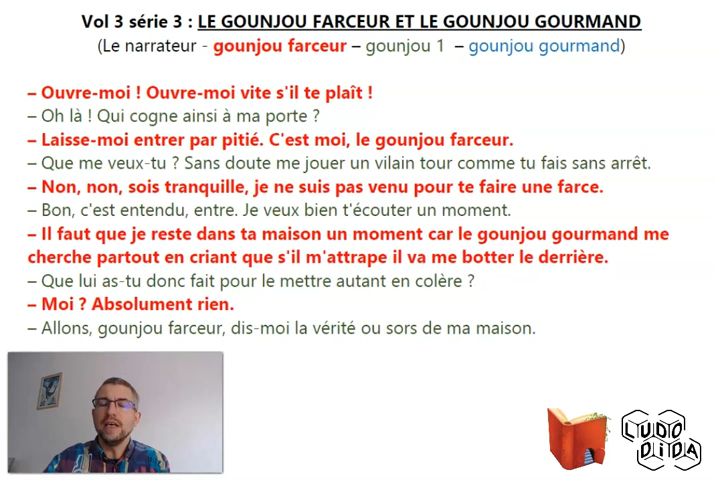 Vol 3 série 3 : LE GOUNJOU FARCEUR ET LE GOUNJOU GOURMAND
(Le narrateur - gounjou farceur – gounjou 1 – gounjou gourmand)
– Ouvre-moi ! Ouvre-moi vite s'il te plaît !
– Oh là ! Qui cogne ainsi à ma porte ?
– Laisse-moi entrer par pitié. C'est moi, le gounjou farceur.
– Que me veux-tu ? Sans doute me jouer un vilain tour comme tu fais sans arrêt.
– Non, non, sois tranquille, je ne suis pas venu pour te faire une farce.
– Bon, c'est entendu, entre. Je veux bien t'écouter un moment.
– Il faut que je reste dans ta maison un moment car le gounjou gourmand me
cherche partout en criant que s'il m'attrape il va me botter le derrière.
– Que lui as-tu donc fait pour le mettre autant en colère ?
– Moi ? Absolument rien.
– Allons, gounjou farceur, dis-moi la vérité ou sors de ma maison.
LUDO
DiDA